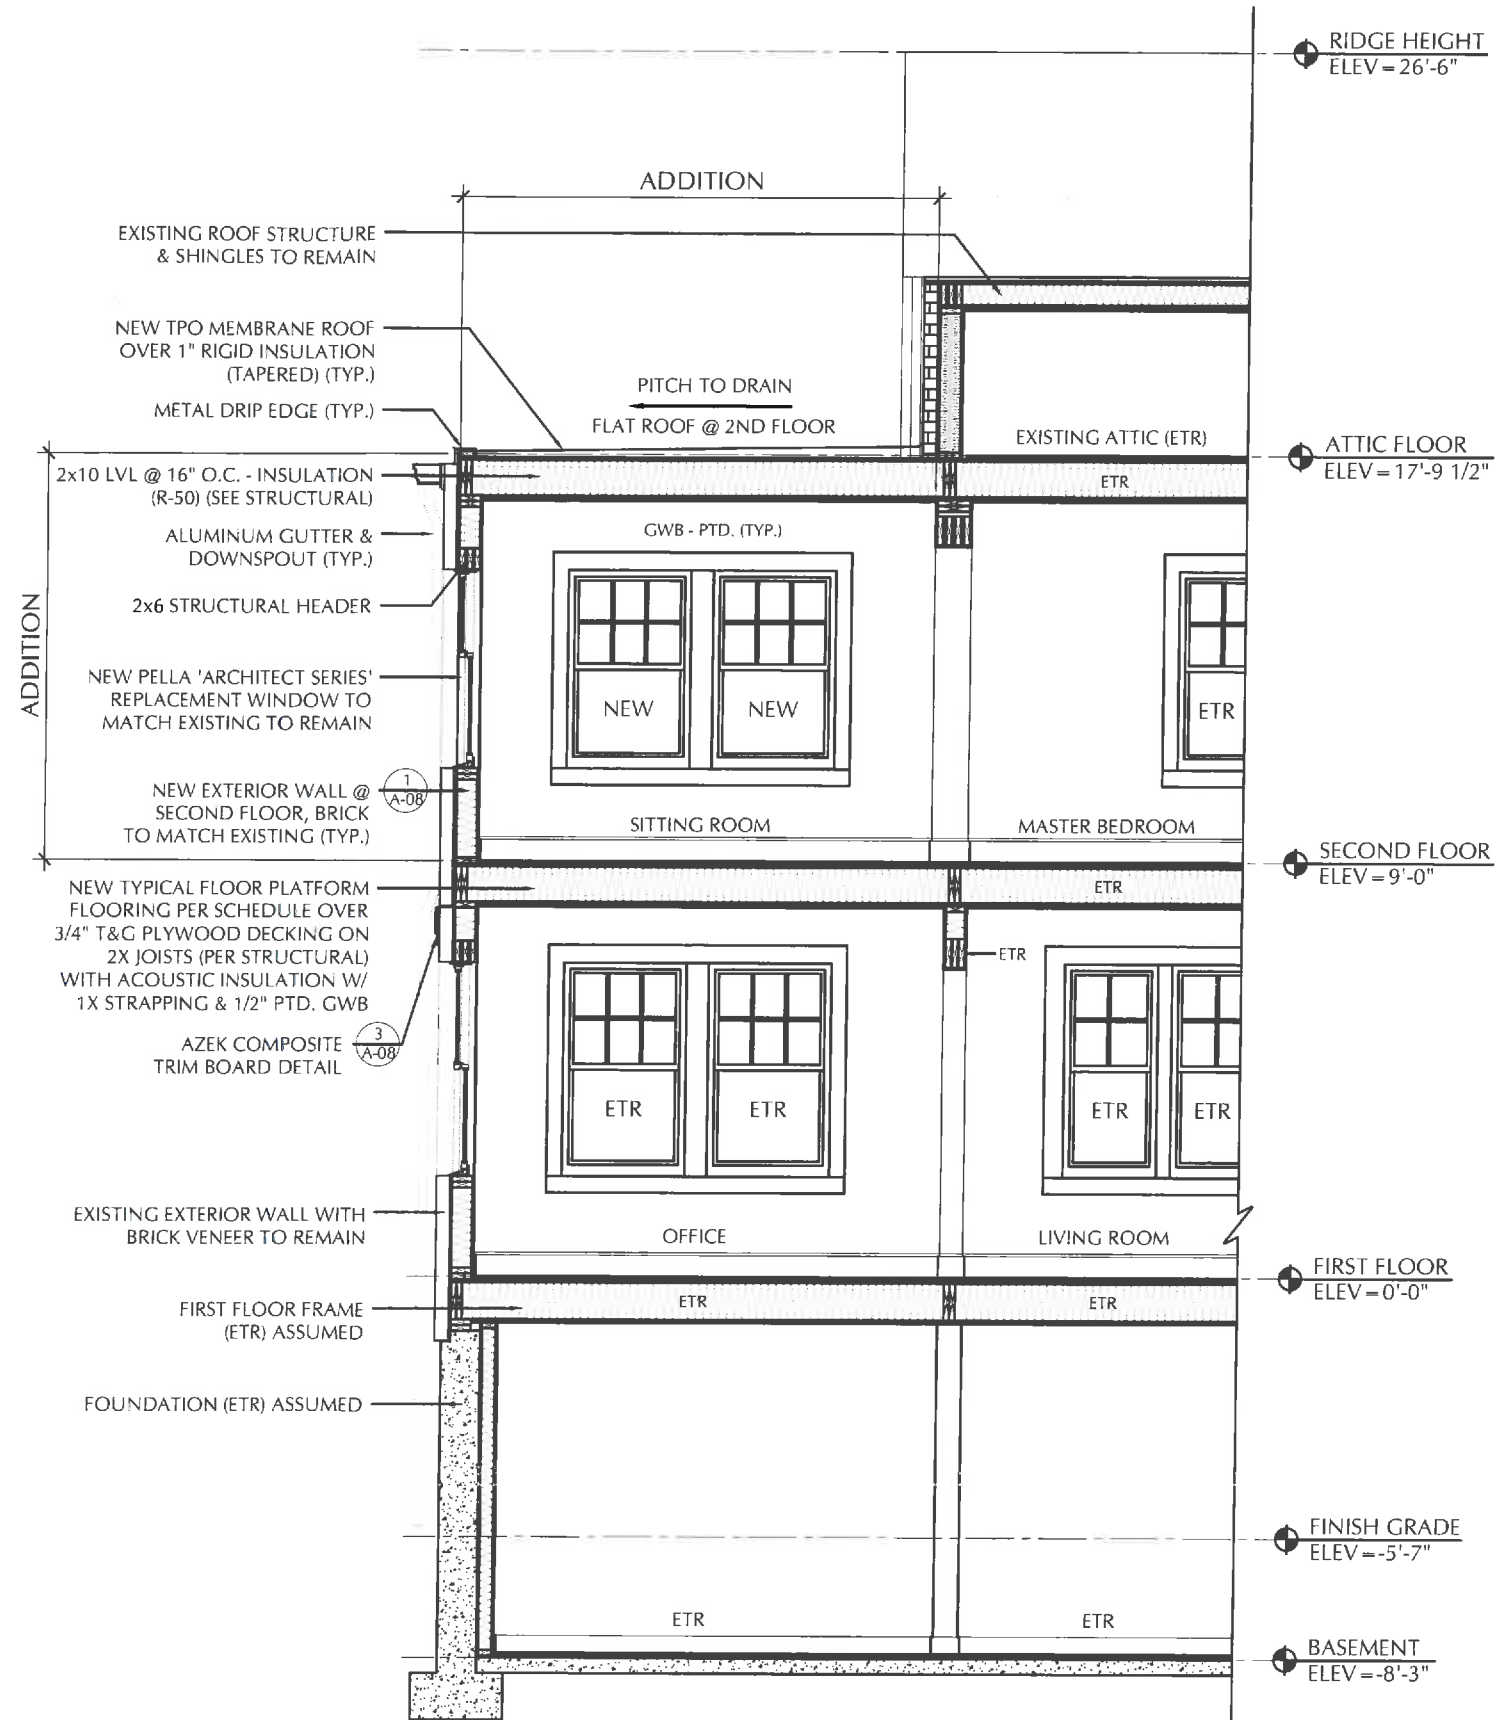 RIDGE HEIGHT
ELEV = 26'-6"
ADDITION
EXISTING ROOF STRUCTURE
& SHINGLES TO REMAIN
NEW TPO MEMBRANE ROOF
OVER 1" RIGID INSULATION
(TAPERED) (TYP.)
METAL DRIP EDGE (TYP.)
PITCH TO DRAIN
FLAT ROOF @ 2ND FLOOR
EXISTING ATTIC (ETR)
ATTIC FLOOR
ELEV = 17'-9 1/2"
2x10 LVL @ 16" O.C. - INSULATION
(R-50) (SEE STRUCTURAL)
ETR
ALUMINUM GUTTER &
DOWNSPOUT (TYP.)
GWB - PTD. (TYP.)
2x6 STRUCTURAL HEADER
ADDITION
NEW PELLA 'ARCHITECT SERIES'
REPLACEMENT WINDOW TO
MATCH EXISTING TO REMAIN
NEW
NEW
ETR
NEW EXTERIOR WALL @
SECOND FLOOR, BRICK
TO MATCH EXISTING (TYP.)
1
A-08
SITTING ROOM
MASTER BEDROOM
SECOND FLOOR
ELEV = 9'-0"
NEW TYPICAL FLOOR PLATFORM
FLOORING PER SCHEDULE OVER
3/4" T&G PLYWOOD DECKING ON
2X JOISTS (PER STRUCTURAL)
WITH ACOUSTIC INSULATION W/
1X STRAPPING & 1/2" PTD. GWB
ETR
ETR
AZEK COMPOSITE
TRIM BOARD DETAIL
3
A-08
ETR
ETR
ETR
ETR
EXISTING EXTERIOR WALL WITH
BRICK VENEER TO REMAIN
OFFICE
LIVING ROOM
FIRST FLOOR
ELEV = 0'-0"
FIRST FLOOR FRAME
(ETR) ASSUMED
ETR
ETR
FOUNDATION (ETR) ASSUMED
FINISH GRADE
ELEV = -5'-7"
ETR
ETR
BASEMENT
ELEV = -8'-3"